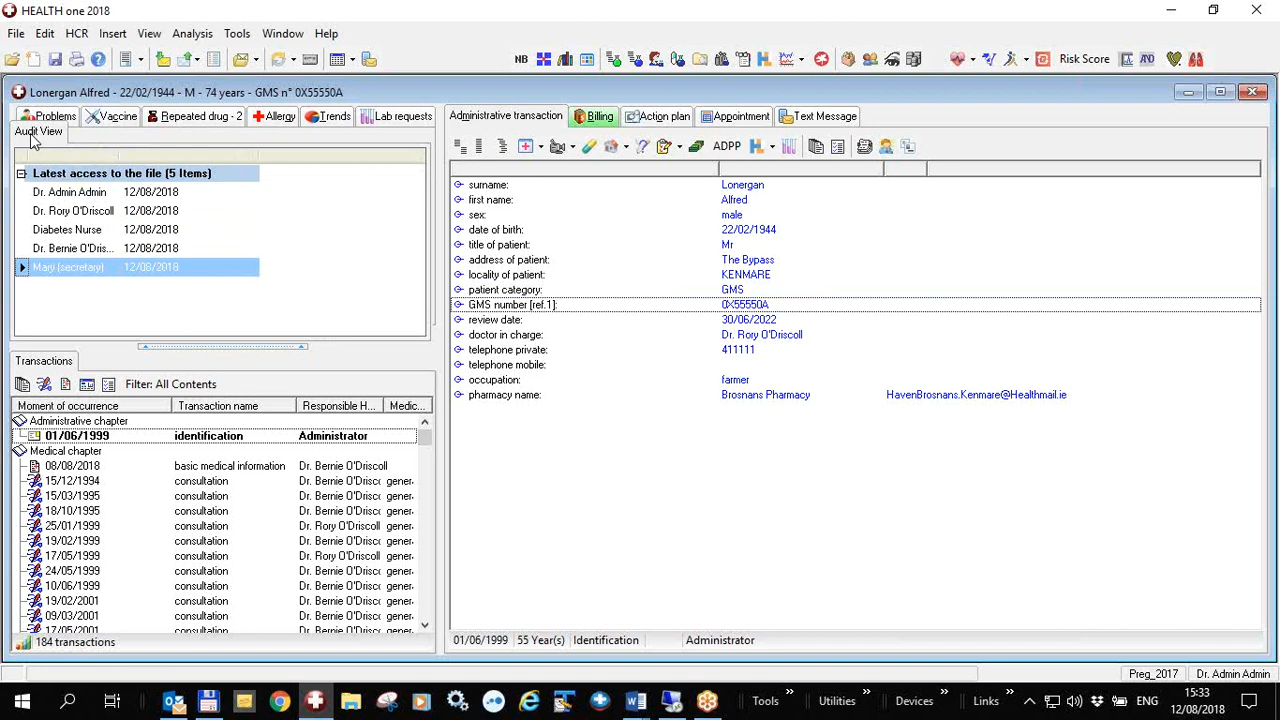 HEALTH one 2018
File Edit HCR Insert View Analysis Tools Window Help
NB Risk Score
Lonergan Alfred - 22/02/1944 - M - 74 years - GMS n° 0X55550A
Problems Vaccine Repeated drug - 2 Allergy Trends Lab requests
Audit View
Latest access to the file (5 Items)
Dr. Admin Admin 12/08/2018
Dr. Rory O'Driscoll 12/08/2018
Diabetes Nurse 12/08/2018
Dr. Bernie O'Dris... 12/08/2018
Mary (secretary) 12/08/2018
Transactions
Filter: All Contents
Moment of occurrence Transaction name Responsible H... Medic...
Administrative chapter
01/06/1999 identification Administrator
Medical chapter
08/08/2018 basic medical information Dr. Bernie O'Driscoll
15/12/1994 consultation Dr. Bernie O'Drisc gener
15/03/1995 consultation Dr. Bernie O'Drisc gener
18/10/1995 consultation Dr. Bernie O'Drisc gener
25/01/1999 consultation Dr. Rory O'Driscoll gener
19/02/1999 consultation Dr. Bernie O'Drisc gener
17/05/1999 consultation Dr. Rory O'Driscoll gener
24/05/1999 consultation Dr. Bernie O'Drisc gener
10/06/1999 consultation Dr. Bernie O'Drisc gener
19/02/2001 consultation Dr. Bernie O'Drisc gener
09/03/2001 consultation Dr. Bernie O'Drisc gener
17/05/2001 consultation Dr. Bernie O'Drisc gener
184 transactions
Administrative transaction Billing Action plan Appointment Text Message
ADPP
surname: Lonergan
first name: Alfred
sex: male
date of birth: 22/02/1944
title of patient: Mr
address of patient: The Bypass
locality of patient: KENMARE
patient category: GMS
GMS number [ref.1]: 0X55550A
review date: 30/06/2022
doctor in charge: Dr. Rory O'Driscoll
telephone private: 411111
telephone mobile:
occupation: farmer
pharmacy name: Brosnans Pharmacy HavenBrosnans.Kenmare@Healthmail.ie
01/06/1999 55 Year(s) Identification Administrator
Preg_2017 Dr. Admin Admin
Tools Utilities Devices Links ENG
15:33
12/08/2018